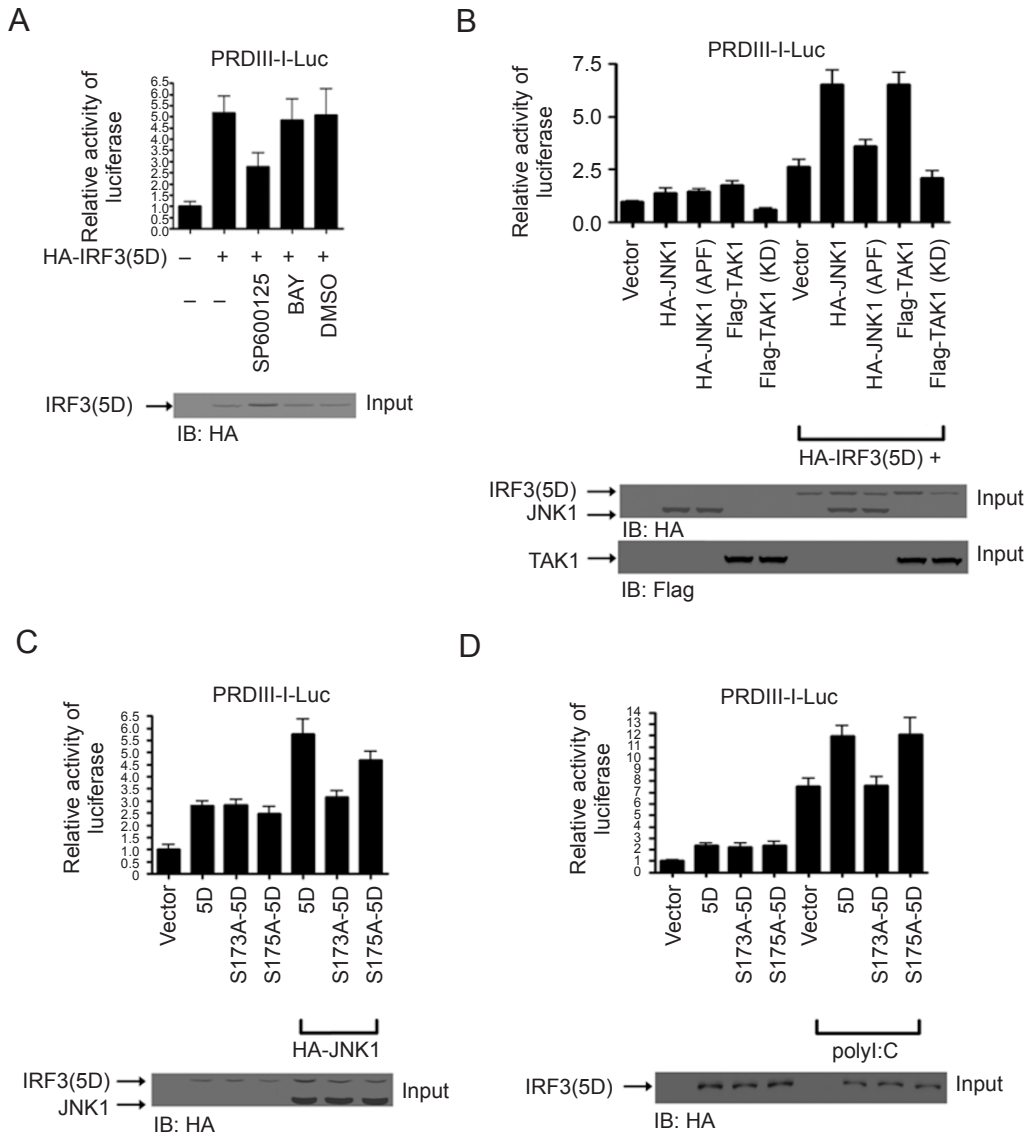 A
PRDIII-I-Luc
Relative activity of
luciferase
6.5
6.0
5.5
5.0
4.5
4.0
3.5
3.0
2.5
2.0
1.5
1.0
0.5
0.0
HA-IRF3(5D) – + + + +
– – SP600125 BAY DMSO
IRF3(5D) Input
IB: HA
B
PRDIII-I-Luc
Relative activity of
luciferase
7.5
5.0
2.5
0.0
Vector
HA-JNK1
HA-JNK1 (APF)
Flag-TAK1
Flag-TAK1 (KD)
Vector
HA-JNK
HA-JNK1 (APF)
Flag-TAK1
Flag-TAK1 (KD)
HA-IRF3(5D) +
IRF3(5D)
JNK1
Input
IB: HA
TAK1 Input
IB: Flag
C
PRDIII-I-Luc
Relative activity of
luciferase
6.5
6.0
5.5
5.0
4.5
4.0
3.5
3.0
2.5
2.0
1.5
1.0
0.5
0.0
Vector
5D
S173A-5D
S175A-5D
5D
S173A-5D
S175A-5D
HA-JNK1
IRF3(5D)
JNK1
Input
IB: HA
D
PRDIII-I-Luc
Relative activity of
luciferase
14
13
12
11
10
9
8
7
6
5
4
3
2
1
0
Vector
5D
S173A-5D
S175A-5D
Vector
5D
S173A-5D
S175A-5D
polyI:C
IRF3(5D) Input
IB: HA